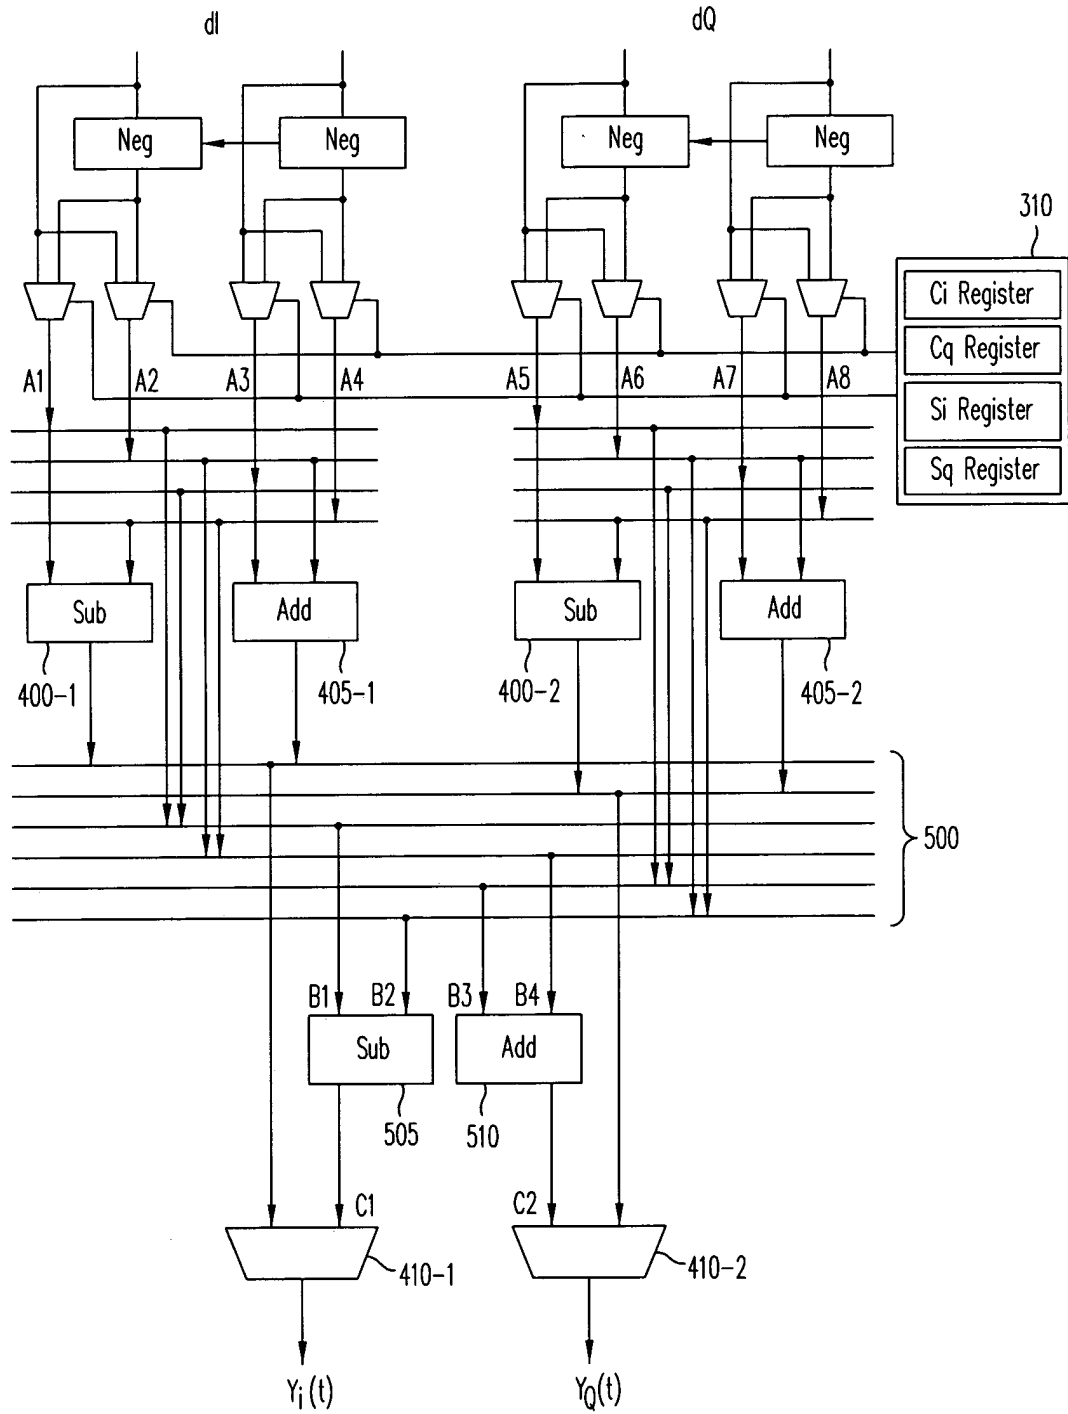 dI
dQ
Neg
Neg
Neg
Neg
310
Ci Register
Cq Register
Si Register
Sq Register
A1
A2
A3
A4
A5
A6
A7
A8
Sub
Add
Sub
Add
400-1
405-1
400-2
405-2
500
B1
B2
B3
B4
Sub
Add
505
510
C1
C2
410-1
410-2
Yi(t)
YQ(t)